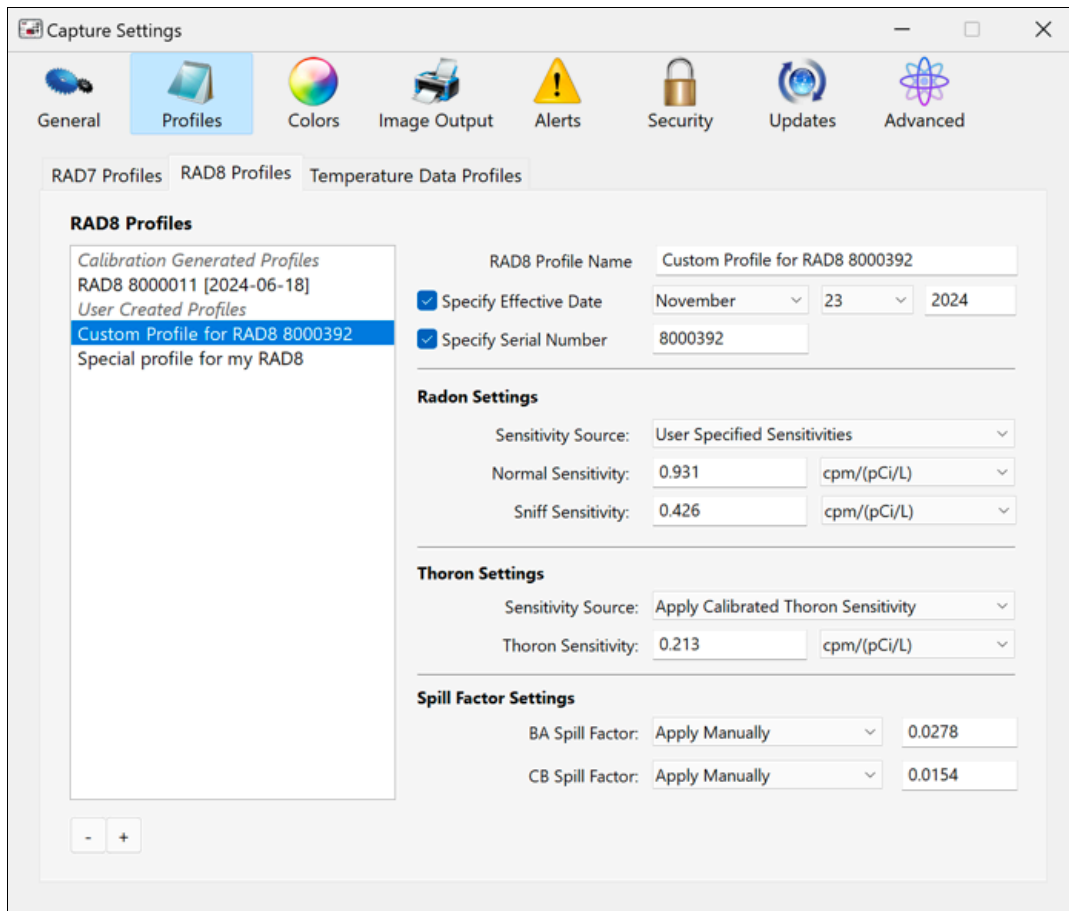 Capture Settings
General Profiles Colors Image Output Alerts Security Updates Advanced
RAD7 Profiles RAD8 Profiles Temperature Data Profiles
RAD8 Profiles
Calibration Generated Profiles
RAD8 8000011 [2024-06-18]
User Created Profiles
Custom Profile for RAD8 8000392
Special profile for my RAD8
- +
RAD8 Profile Name Custom Profile for RAD8 8000392
Specify Effective Date November 23 2024
Specify Serial Number 8000392
Radon Settings
Sensitivity Source: User Specified Sensitivities
Normal Sensitivity: 0.931 cpm/(pCi/L)
Sniff Sensitivity: 0.426 cpm/(pCi/L)
Thoron Settings
Sensitivity Source: Apply Calibrated Thoron Sensitivity
Thoron Sensitivity: 0.213 cpm/(pCi/L)
Spill Factor Settings
BA Spill Factor: Apply Manually 0.0278
CB Spill Factor: Apply Manually 0.0154